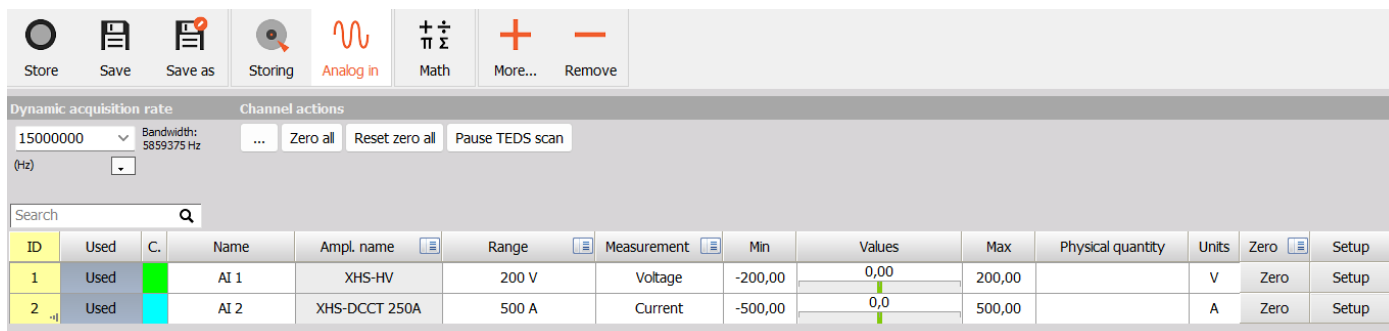 Store Save Save as Storing Analog in Math More... Remove
Dynamic acquisition rate Channel actions
15000000 Bandwidth: 5859375 Hz ... Zero all Reset zero all Pause TEDS scan
(Hz)
Search
ID Used C. Name Ampl. name Range Measurement Min Values Max Physical quantity Units Zero Setup
1 Used AI 1 XHS-HV 200 V Voltage -200,00 0,00 200,00 V Zero Setup
2 Used AI 2 XHS-DCCT 250A 500 A Current -500,00 0,0 500,00 A Zero Setup